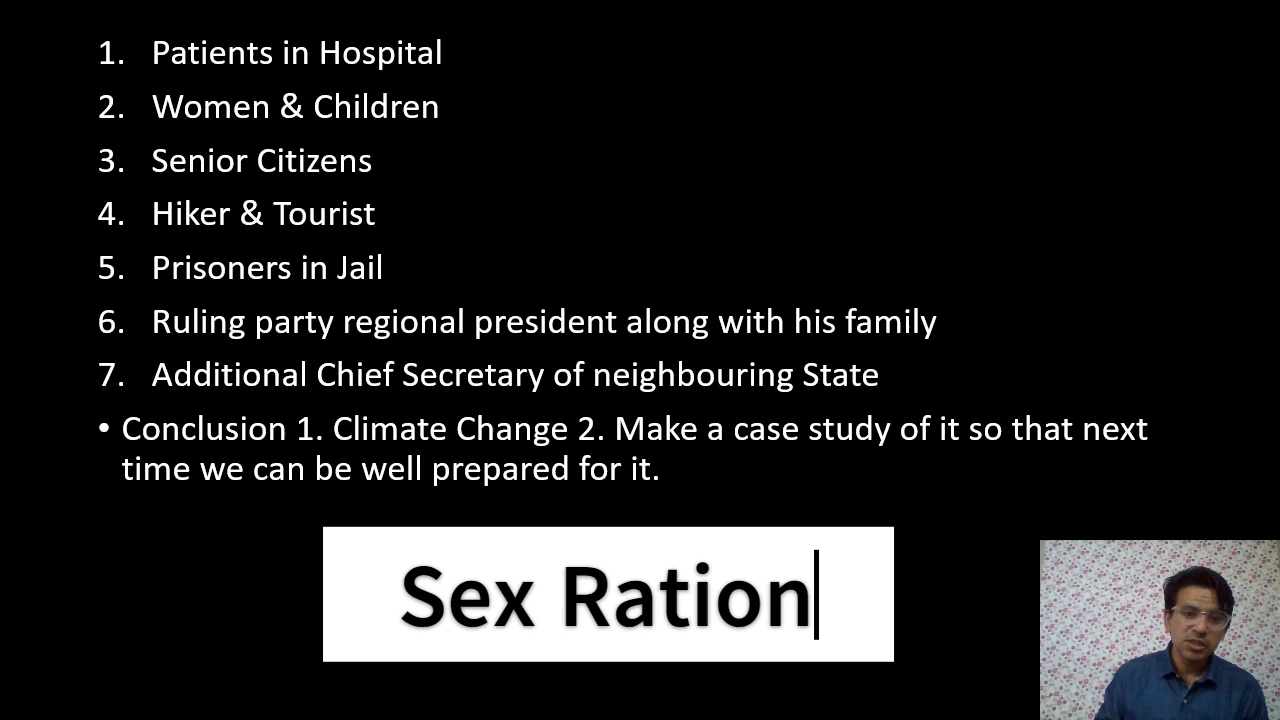 1. Patients in Hospital
2. Women & Children
3. Senior Citizens
4. Hiker & Tourist
5. Prisoners in Jail
6. Ruling party regional president along with his family
7. Additional Chief Secretary of neighbouring State
• Conclusion 1. Climate Change 2. Make a case study of it so that next
time we can be well prepared for it.
Sex Ration